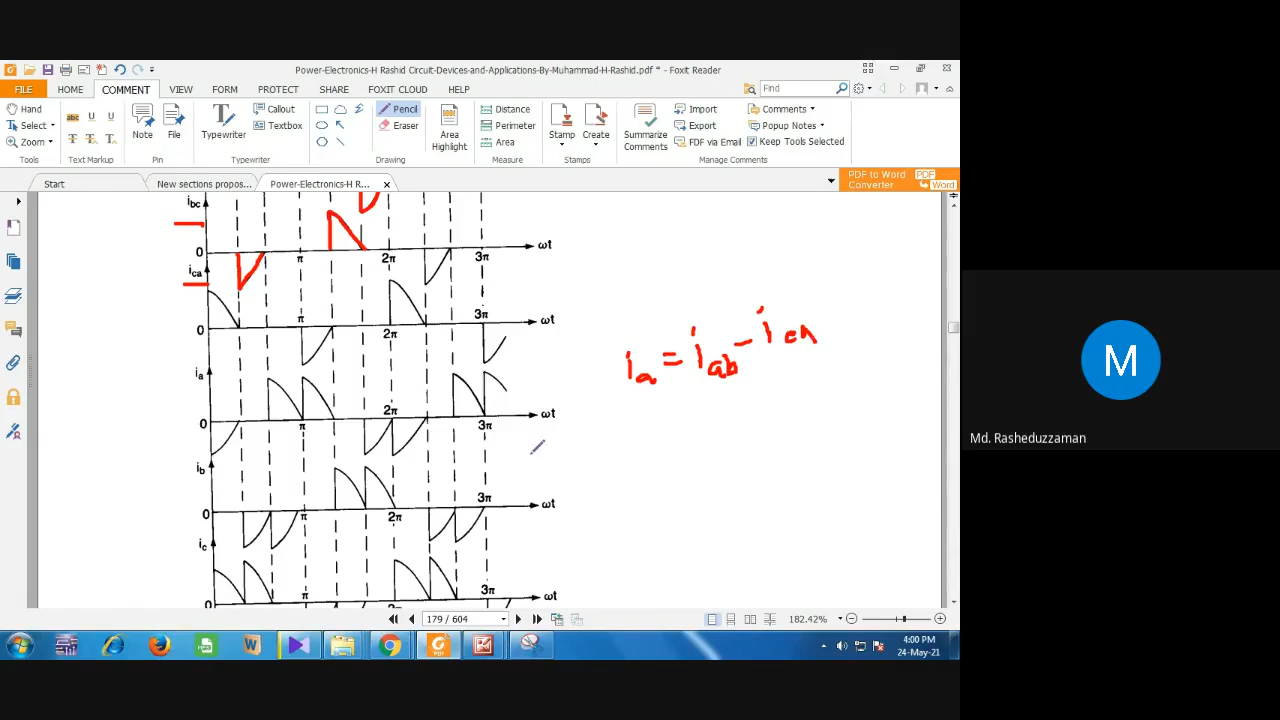 Power-Electronics-H Rashid Circuit-Devices-and-Applications-By-Muhammad-H-Rashid.pdf * - Foxit Reader
FILE HOME COMMENT VIEW FORM PROTECT SHARE FOXIT CLOUD HELP Find
Hand
Select
Zoom
Tools
Text Markup
Note
File
Pin
Typewriter
Callout
Textbox
Typewriter
Pencil
Eraser
Drawing
Area
Highlight
Distance
Perimeter
Area
Measure
Stamp
Create
Stamps
Summarize
Comments
Import
Export
FDF via Email
Comments
Popup Notes
Keep Tools Selected
Manage Comments
Start
New sections propos...
Power-Electronics-H R...
PDF to Word
Converter
PDF
Word
ibc
0 π 2π 3π ωt
ica
0 π 2π 3π ωt
ia
0 π 2π 3π ωt
ib
0 π 2π 3π ωt
ic
0 π 2π 3π ωt
ia = iab - ica
179 / 604
182.42%
4:00 PM
24-May-21
M
Md. Rasheduzzaman